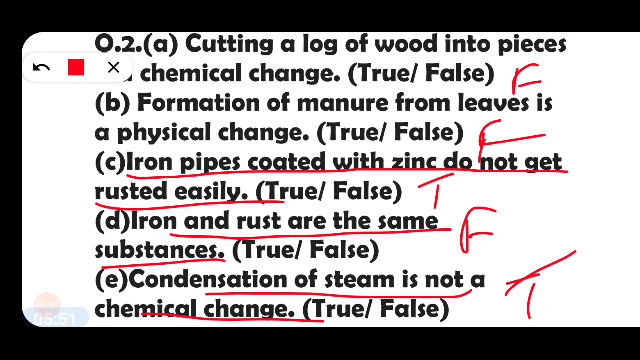 Q.2.(a) Cutting a log of wood into pieces
chemical change. (True/ False) F
(b) Formation of manure from leaves is
a physical change. (True/ False) F
(c)Iron pipes coated with zinc do not get
rusted easily. (True/ False) T
(d)Iron and rust are the same
substances. (True/ False) F
(e)Condensation of steam is not a
chemical change. (True/ False) T
05:51